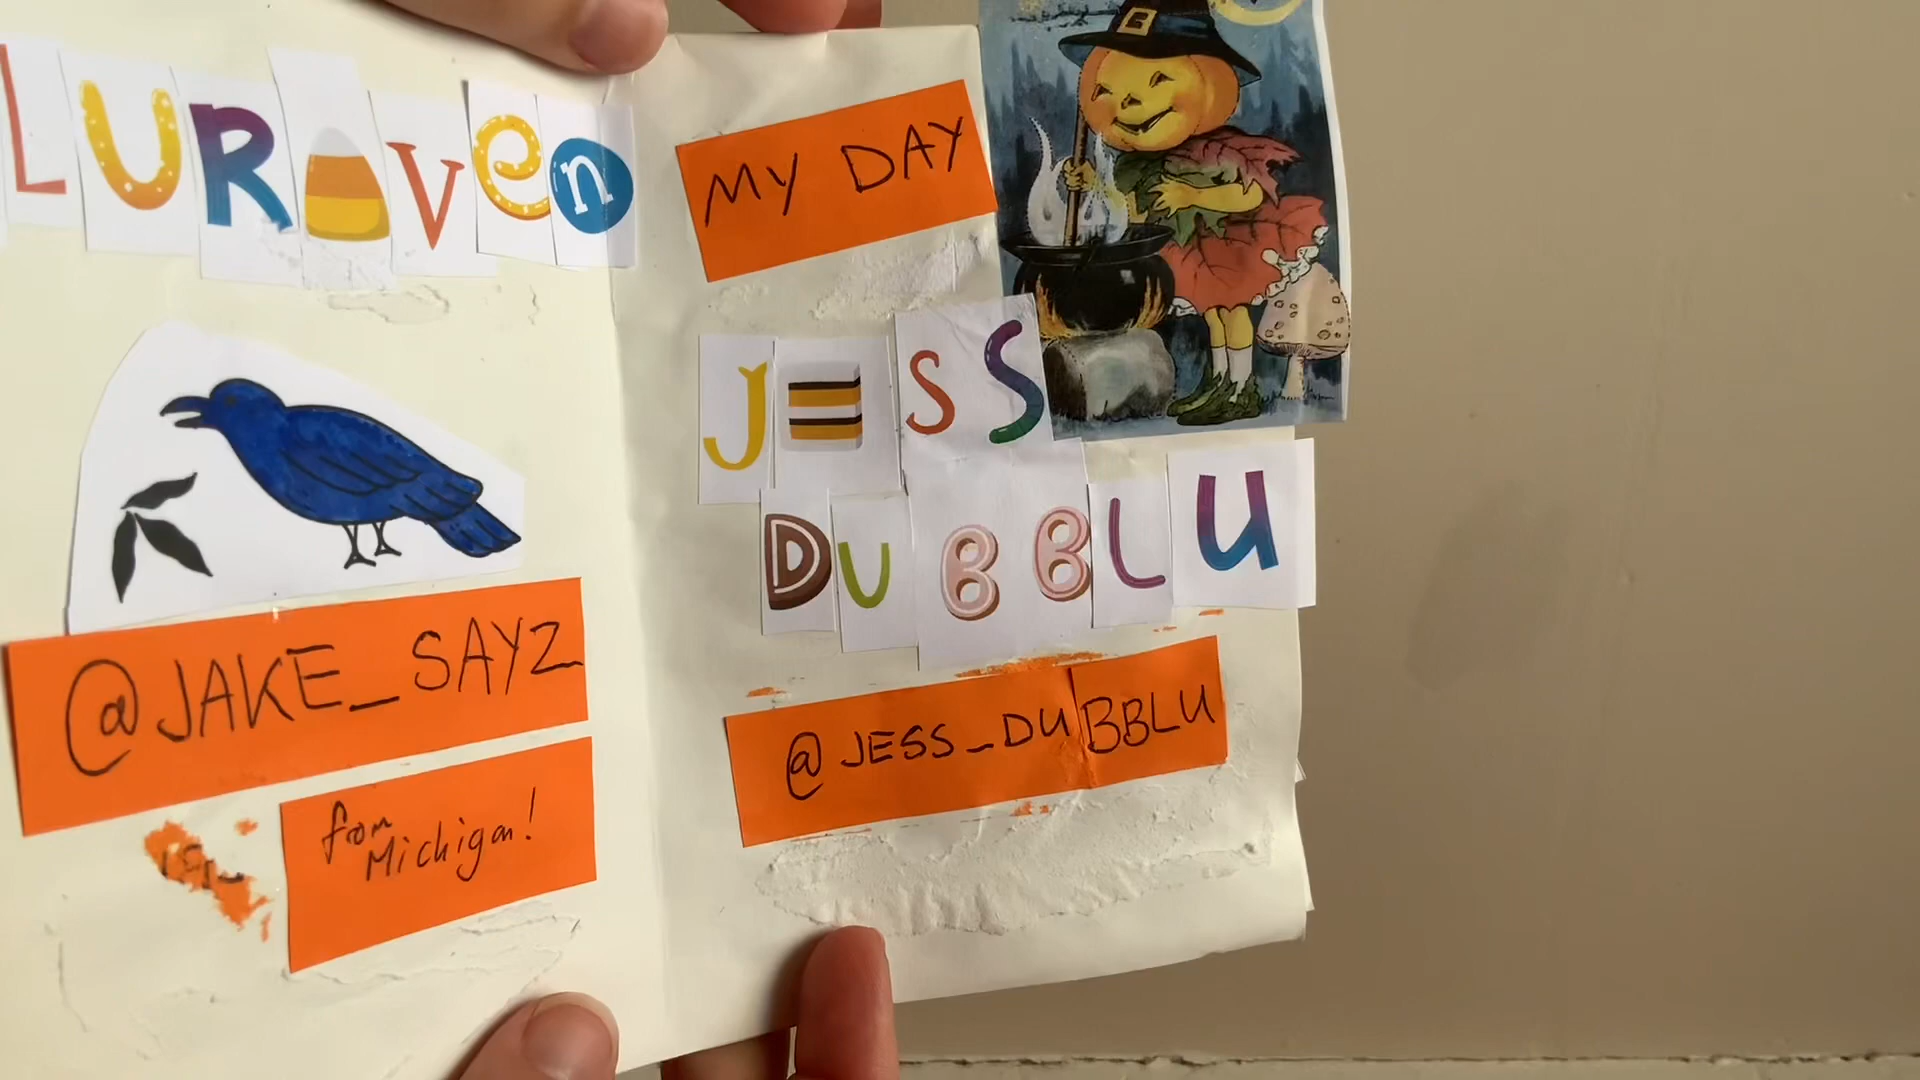 LURAVen
@JAKE_SAYZ
from
Michigan!
MY DAY
JESS
DUBBLU
@JESS_DUBBLU